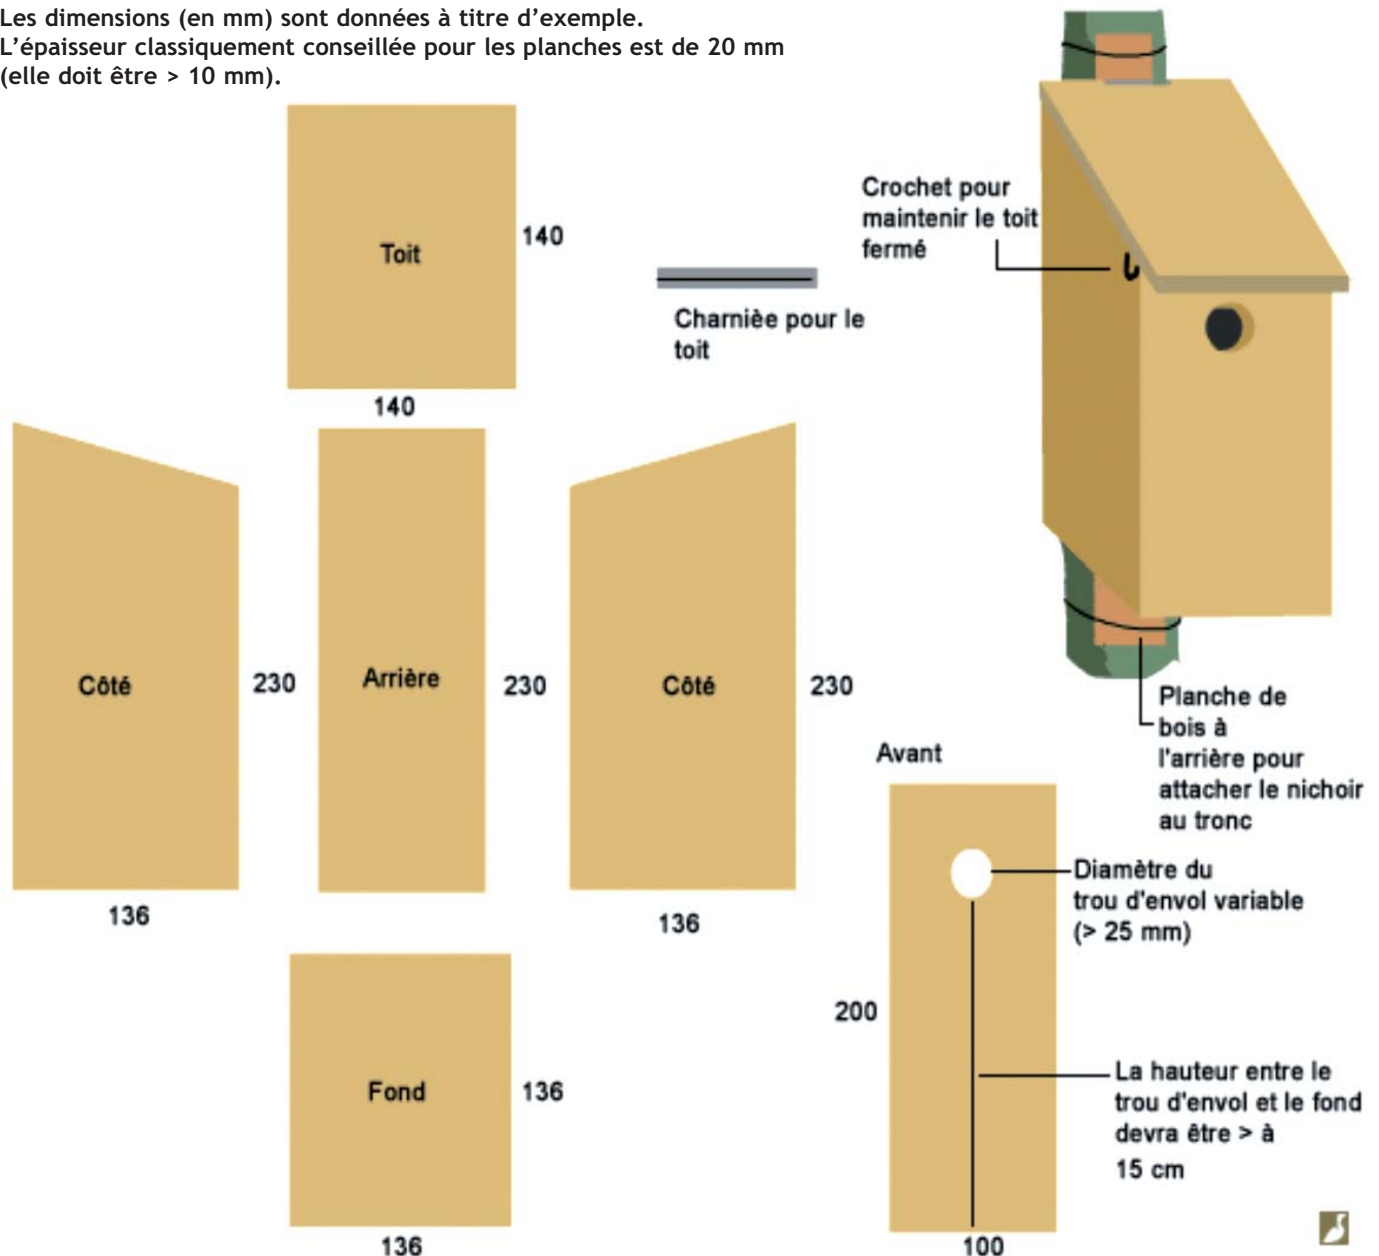 Les dimensions (en mm) sont données à titre d’exemple.
L’épaisseur classiquement conseillée pour les planches est de 20 mm
(elle doit être > 10 mm).
Toit
140
140
Charnièe pour le
toit
Crochet pour
maintenir le toit
fermé
Côté
230
136
Arrière
230
Côté
230
136
Planche de
bois à
l'arrière pour
attacher le nichoir
au tronc
Fond
136
136
Avant
200
100
Diamètre du
trou d'envol variable
(> 25 mm)
La hauteur entre le
trou d'envol et le fond
devra être > à
15 cm